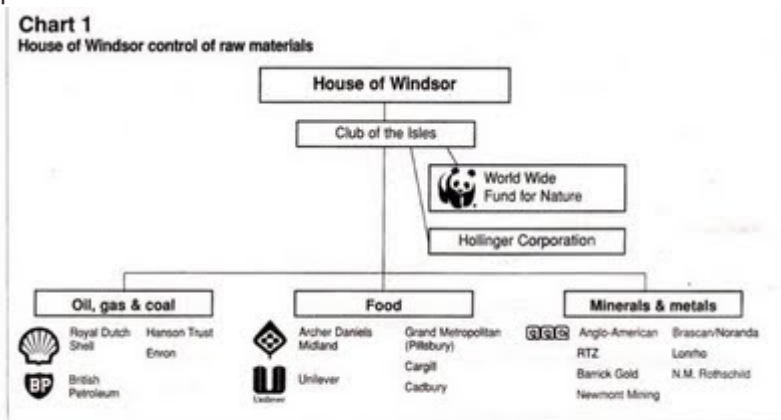 Chart 1
House of Windsor control of raw materials
House of Windsor
Club of the Isles
World Wide
Fund for Nature
Hollinger Corporation
Oil, gas & coal
Royal Dutch
Shell
Hanson Trust
Enron
BP
British
Petroleum
Food
Archer Daniels
Midland
Unilever
Unilever
Grand Metropolitan
(Pillsbury)
Cargill
Cadbury
Minerals & metals
Anglo-American
RTZ
Barrick Gold
Newmont Mining
Brascan/Noranda
Lonrho
N.M. Rothschild